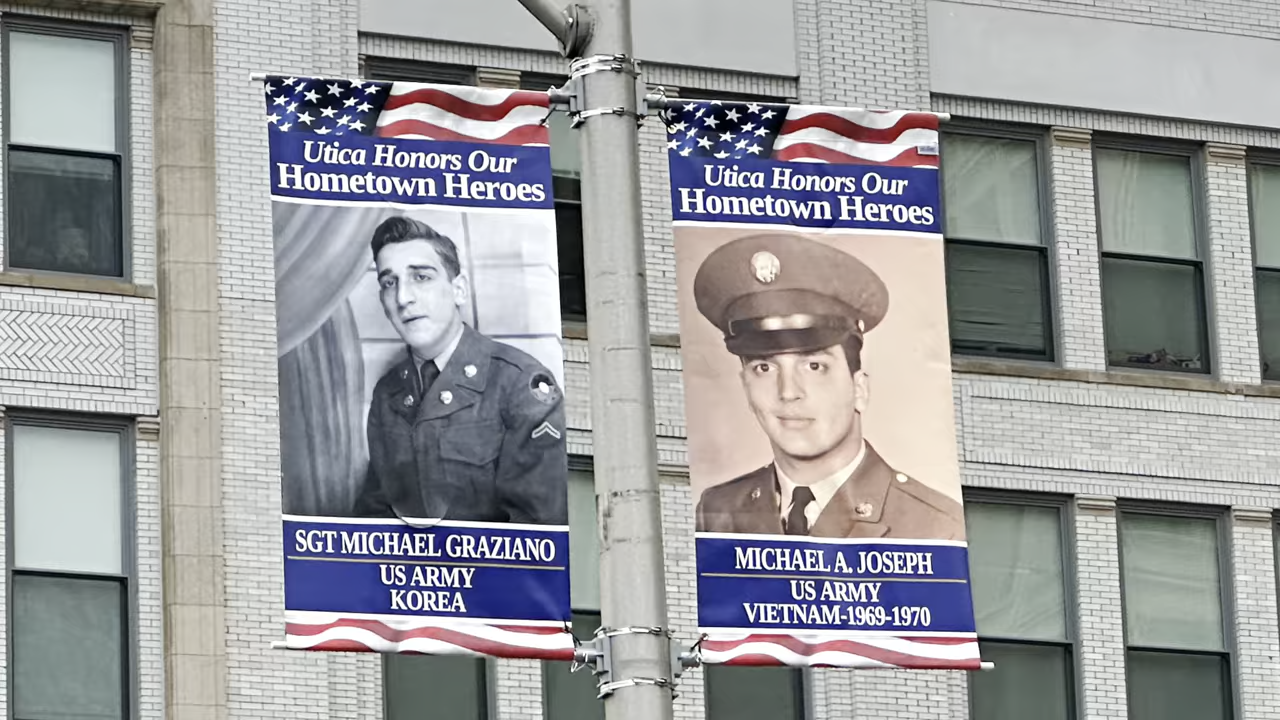 Utica Honors Our
Hometown Heroes
SGT MICHAEL GRAZIANO
US ARMY
KOREA
Utica Honors Our
Hometown Heroes
MICHAEL A. JOSEPH
US ARMY
VIETNAM-1969-1970